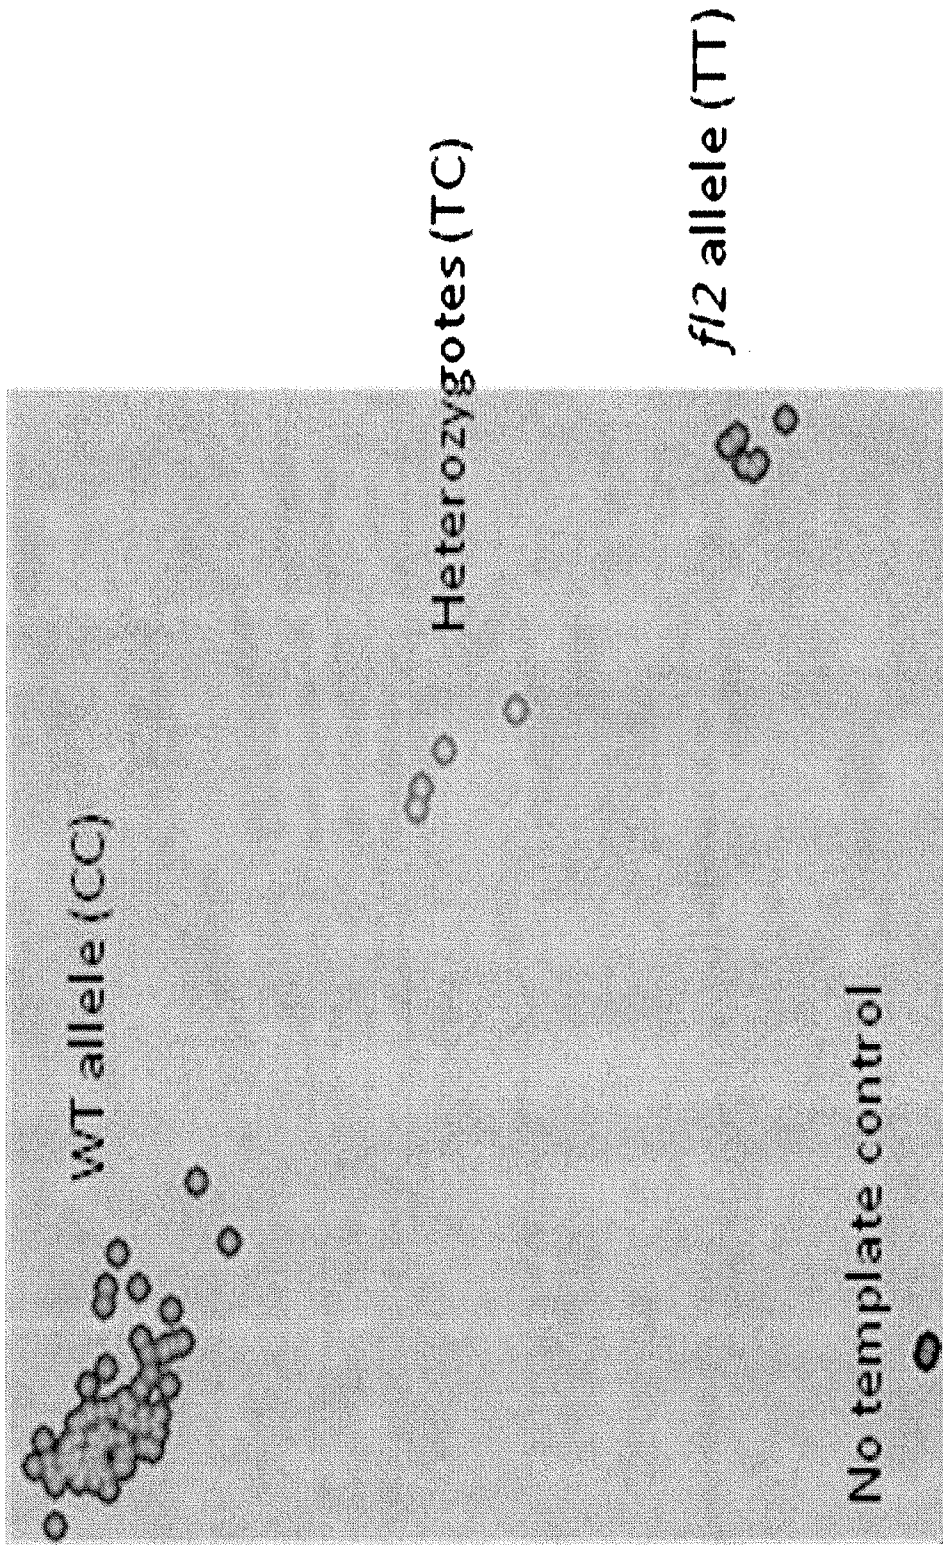 WT allele (CC)
Heterozygotes (TC)
fl2 allele (TT)
No template control